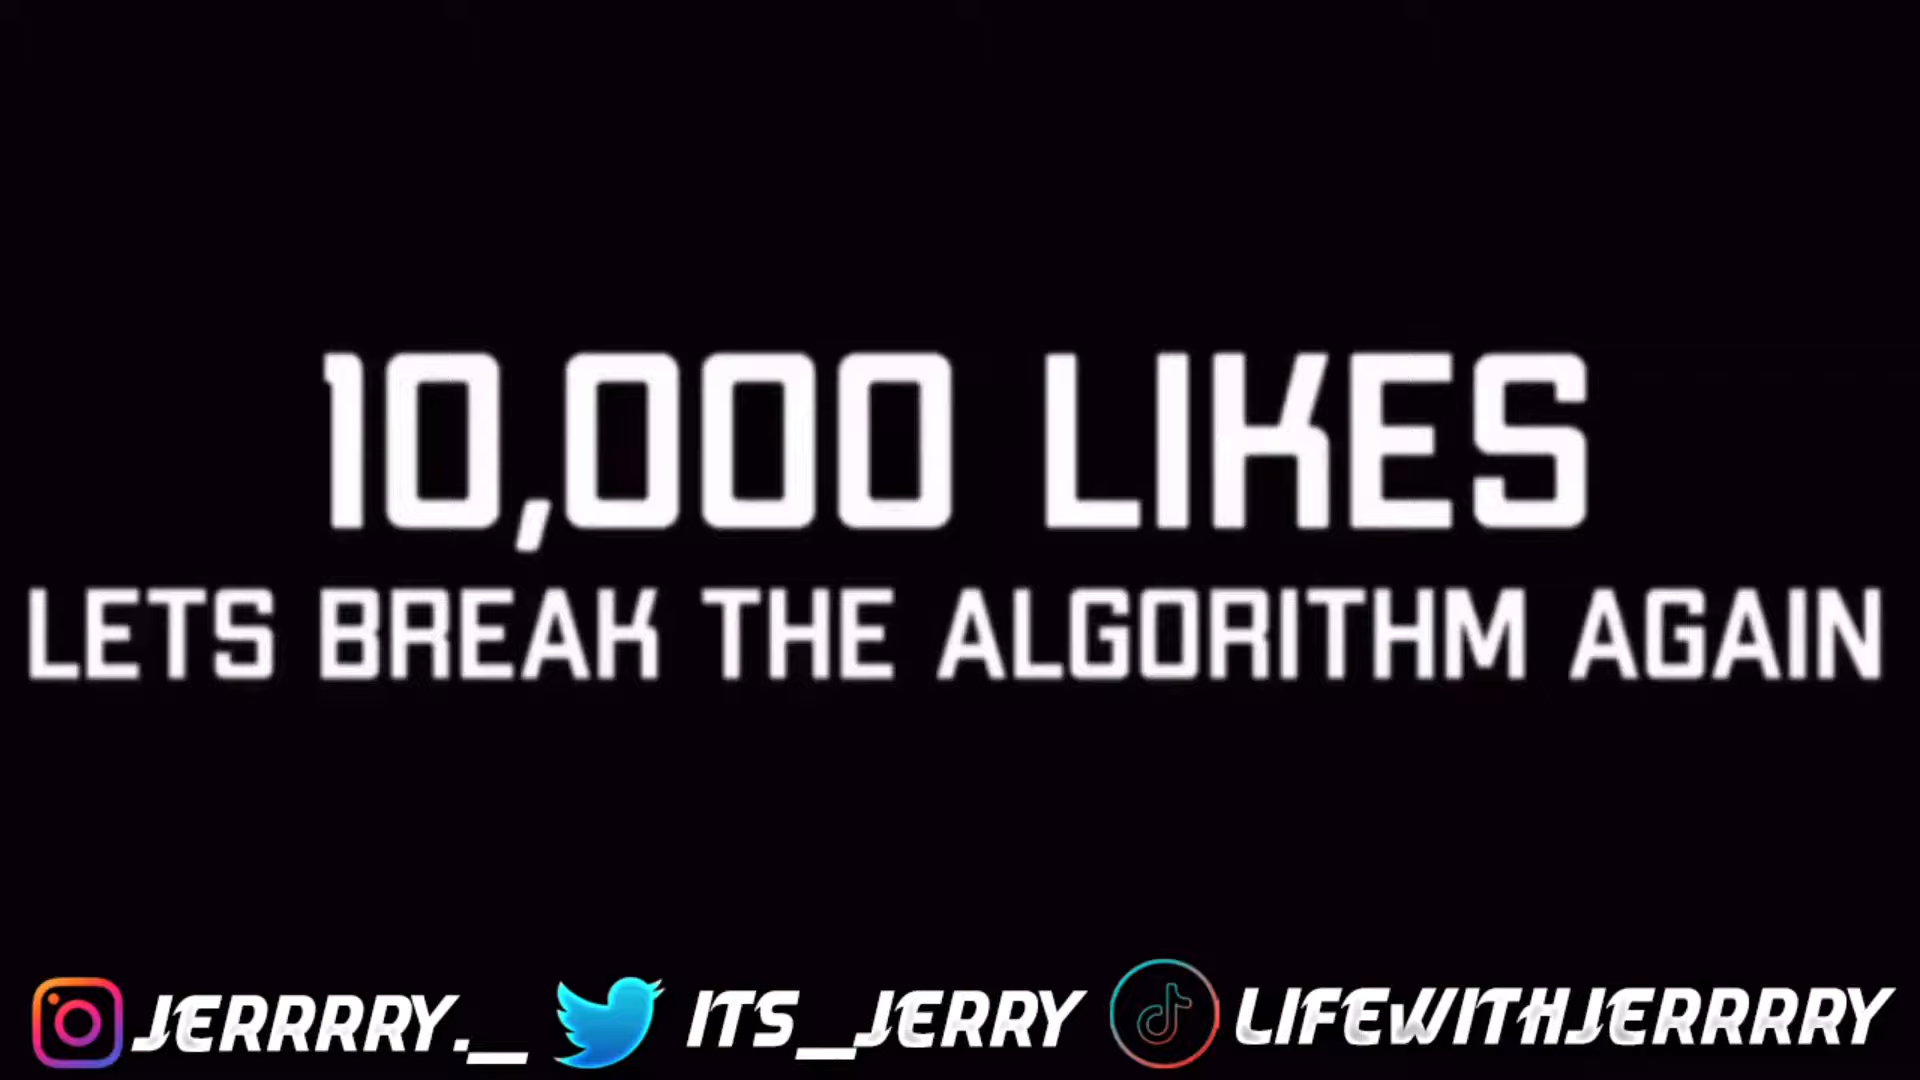 10,000 LIKES
LETS BREAK THE ALGORITHM AGAIN
JERRRRY._ ITS_JERRY LIFEWITHJERRRRY